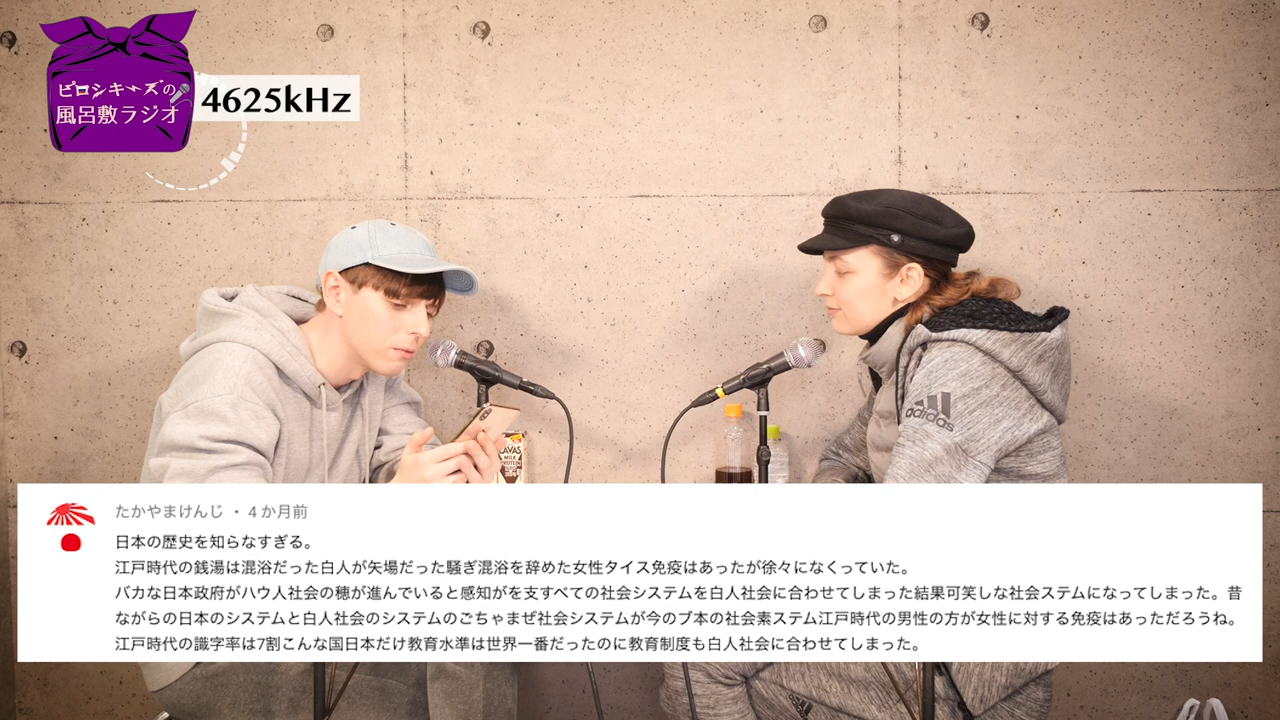 ピロシキーズの
風呂敷ラジオ
4625kHz
adidas
MILK
PROTEIN
たかやまけんじ ・ 4 か月前
日本の歴史を知らなすぎる。
江戸時代の銭湯は混浴だった白人が矢場だった騒ぎ混浴を辞めた女性タイス免疫はあったが徐々になくっていた。
バカな日本政府がハウ人社会の穂が進んでいると感知がを支すべての社会システムを白人社会に合わせてしまった結果可笑しな社会ステムになってしまった。昔
ながらの日本のシステムと白人社会のシステムのごちゃまぜ社会システムが今のブ本の社会素ステム江戸時代の男性の方が女性に対する免疫はあっただろうね。
江戸時代の識字率は7割こんな国日本だけ教育水準は世界一番だったのに教育制度も白人社会に合わせてしまった。